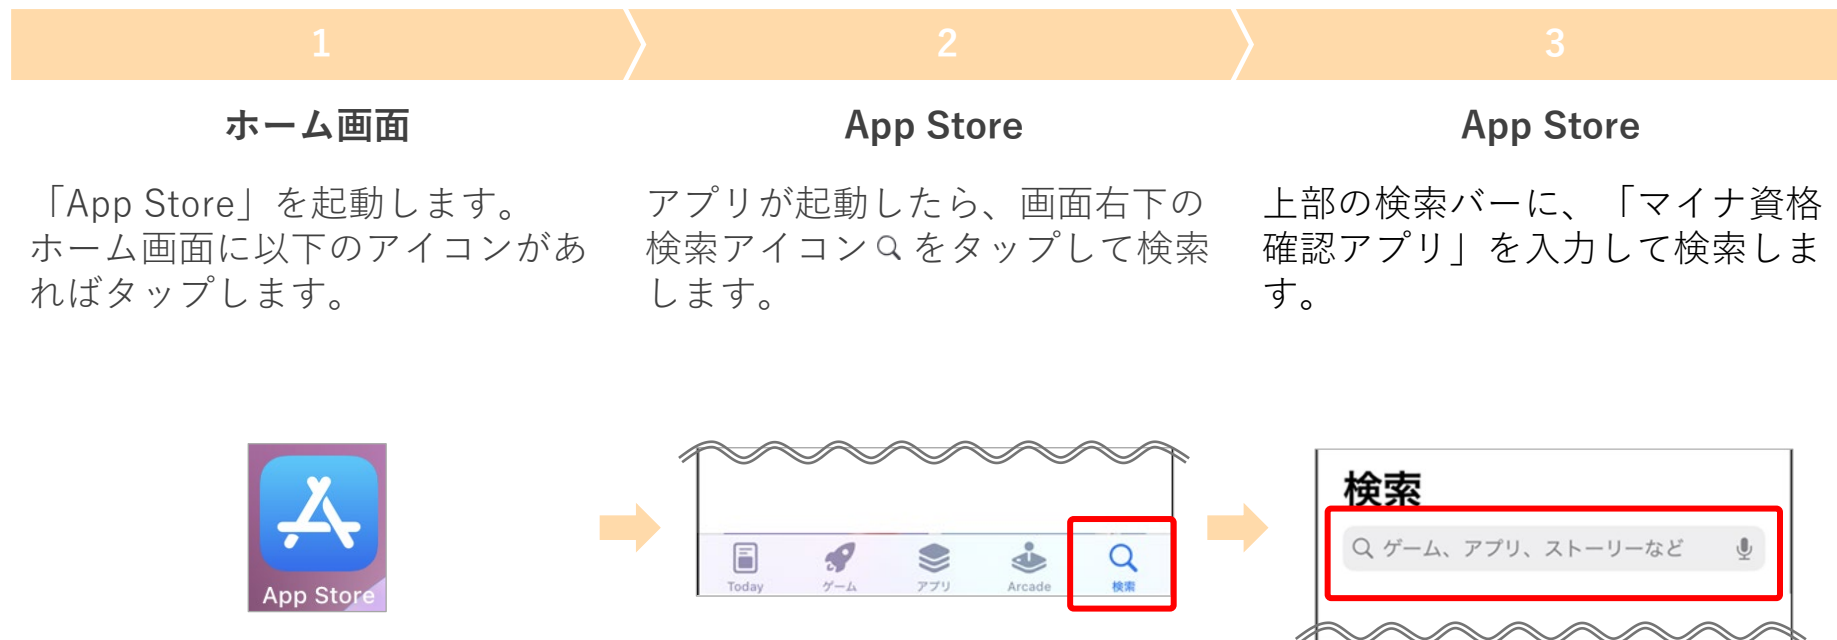 1
2
3
ホーム画面
「App Store」を起動します。
ホーム画面に以下のアイコンがあ
ればタップします。
App Store
App Store
アプリが起動したら、画面右下の
検索アイコン をタップして検索
します。
Today
ゲーム
アプリ
Arcade
検索
App Store
上部の検索バーに、「マイナ資格
確認アプリ」を入力して検索しま
す。
検索
ゲーム、アプリ、ストーリーなど